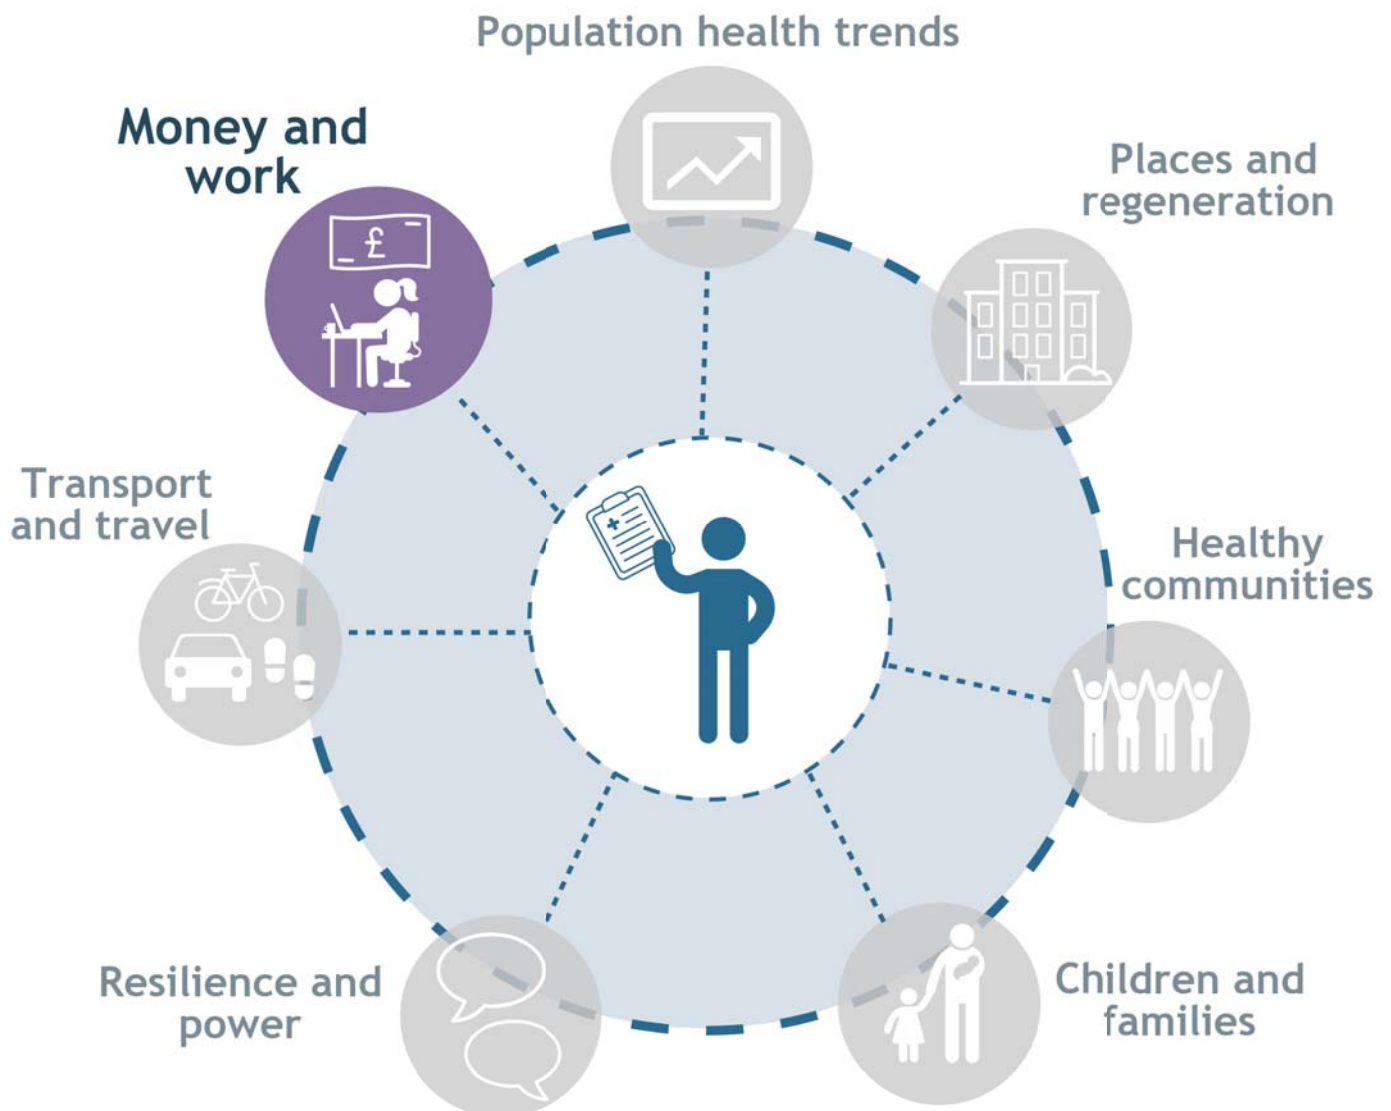 Population health trends
Money and
work
£
Places and
regeneration
Transport
and travel
Healthy
communities
Resilience and
power
Children and
families